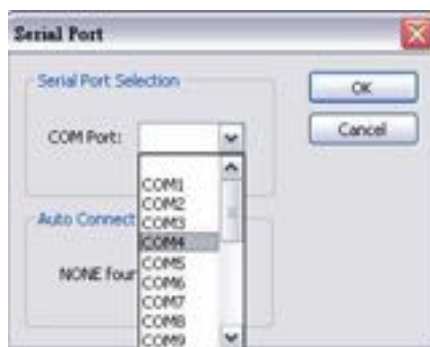 Serial Port
Serial Port Selection
OK
COM Port:
Cancel
COM1
COM2
Auto Connect
COM3
COM4
NONE four
COM5
COM6
COM7
COM8
COM9